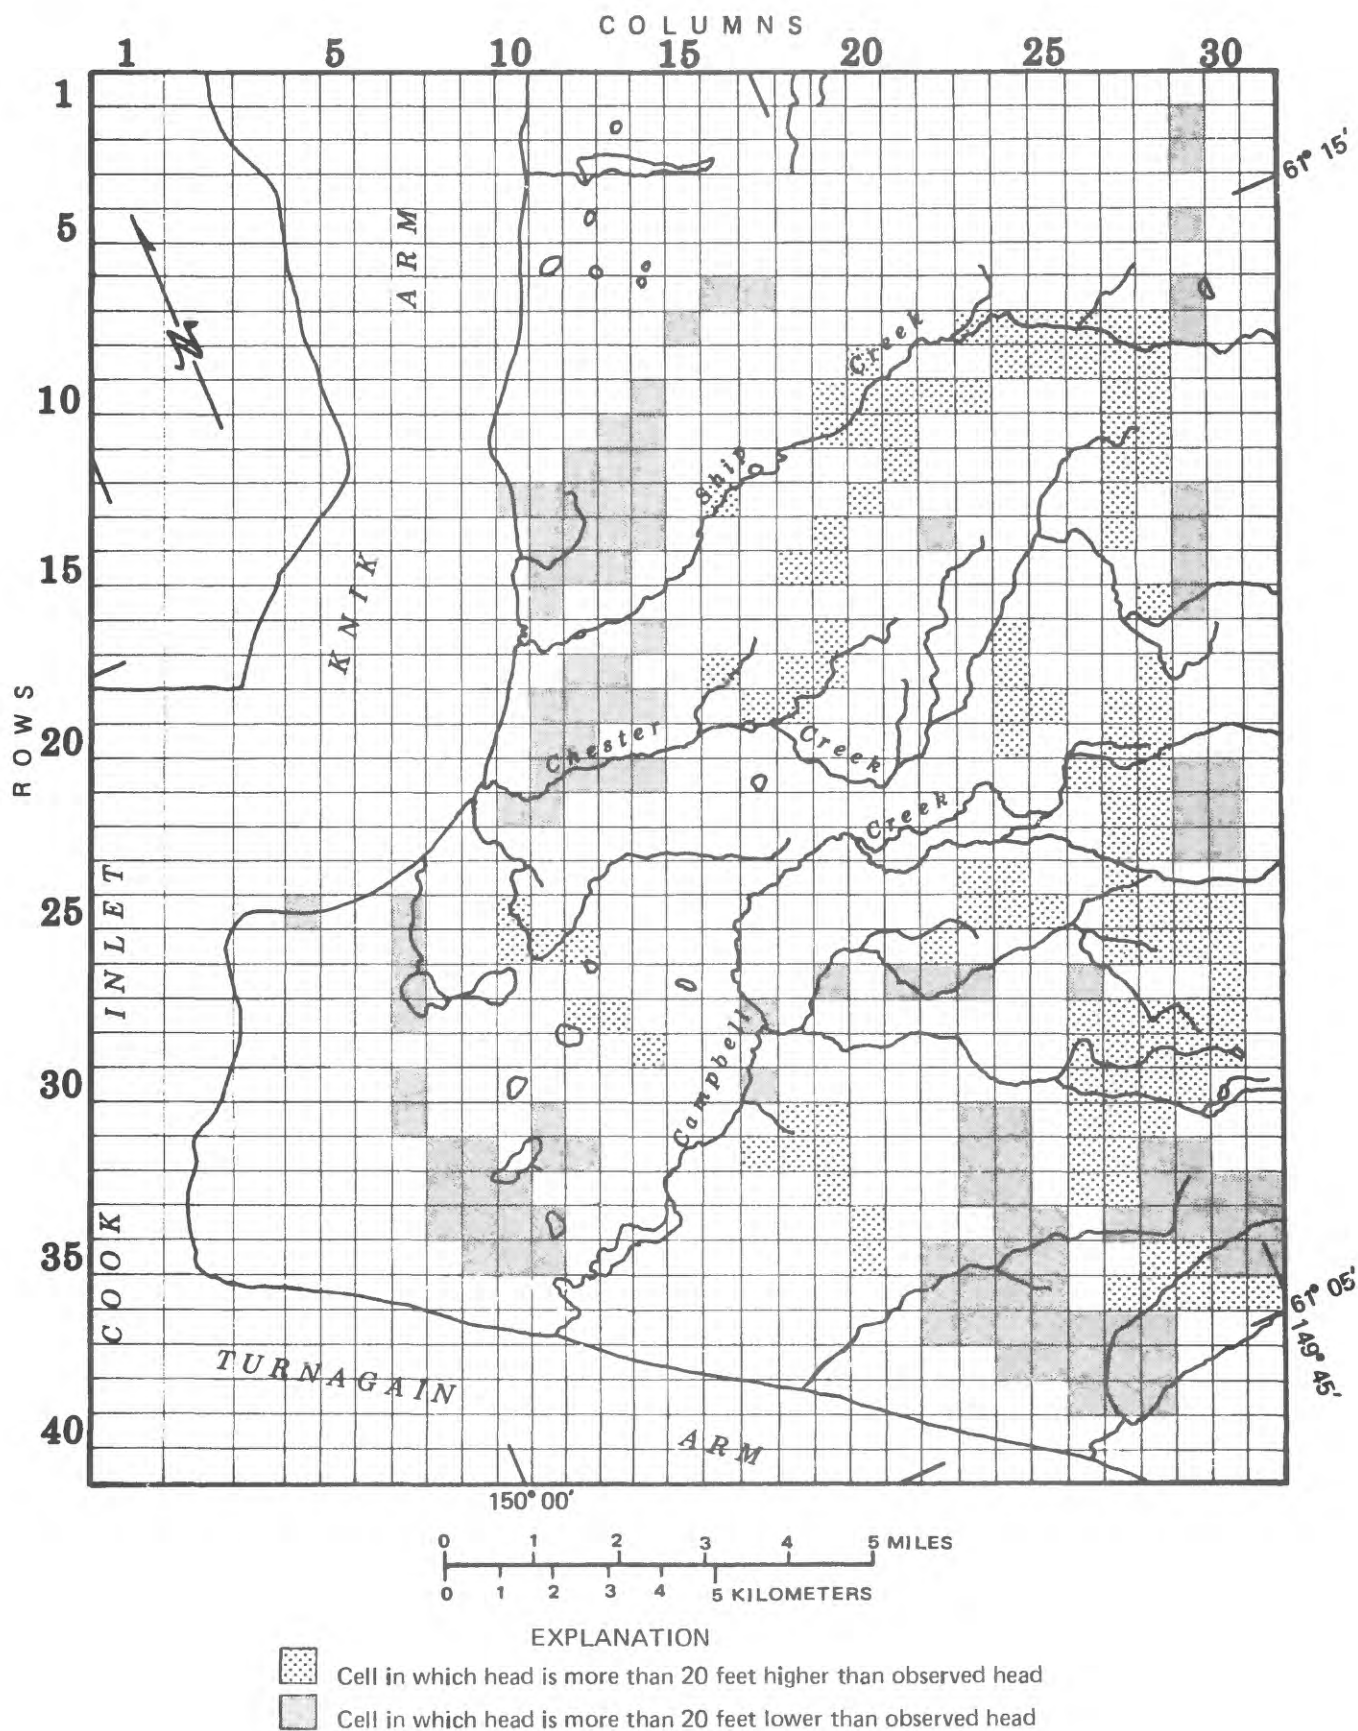 COLUMNS
1 5 10 15 20 25 30
1
5
10
15
20
25
30
35
40
ROWS
61° 15'
KNIK ARM
Ship Creek
Chester Creek
Campbell Creek
COOK INLET
TURNAGAIN ARM
N
61° 05'
149° 45'
150° 00'
0 1 2 3 4 5 MILES
0 1 2 3 4 5 KILOMETERS
EXPLANATION
Cell in which head is more than 20 feet higher than observed head
Cell in which head is more than 20 feet lower than observed head